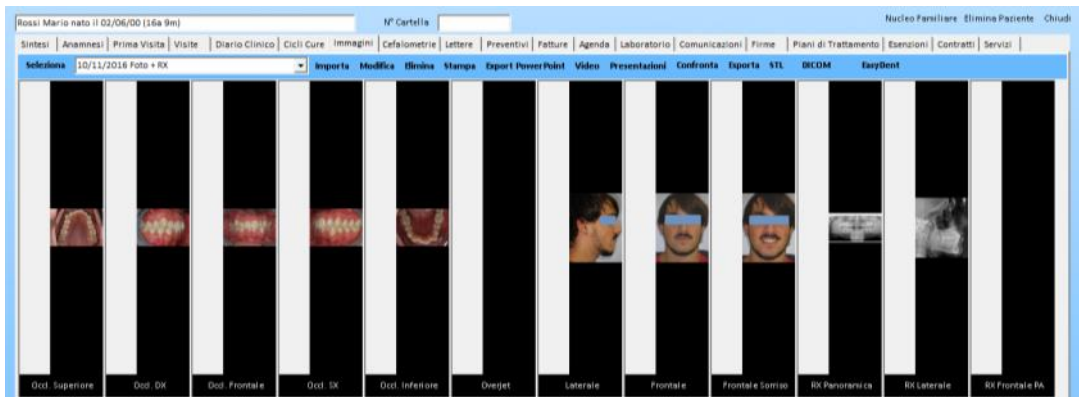 Rossi Mario nato il 02/06/00 (16a 9m) N° Cartella Nucleo Familiare Elimina Paziente Chiudi
Sintesi Anamnesi Prima Visita Visite Diario Clinico Cicli Cure Immagini Cefalometrie Lettere Preventivi Fatture Agenda Laboratorio Comunicazioni Firme Piani di Trattamento Esenzioni Contratti Servizi
Seleziona 10/11/2016 Foto + RX Importa Modifica Elimina Stampa Export PowerPoint Video Presentazioni Confronta Esporta STL DICOM EasyDent
Occl. Superiore Occl. DX Occl. Frontale Occl. SX Occl. Inferiore Overjet Laterale Frontale Frontale Sorriso RX Panoramica RX Laterale RX Frontale PA